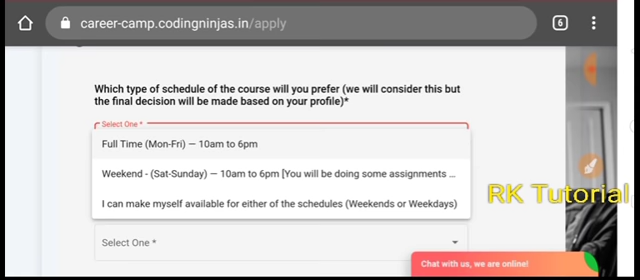 career-camp.codingninjas.in/apply
6
Which type of schedule of the course will you prefer (we will consider this but
the final decision will be made based on your profile)*
Select One *
Full Time (Mon-Fri) — 10am to 6pm
Weekend - (Sat-Sunday) — 10am to 6pm [You will be doing some assignments ...
I can make myself available for either of the schedules (Weekends or Weekdays)
RK Tutorial
Select One *
Chat with us, we are online!